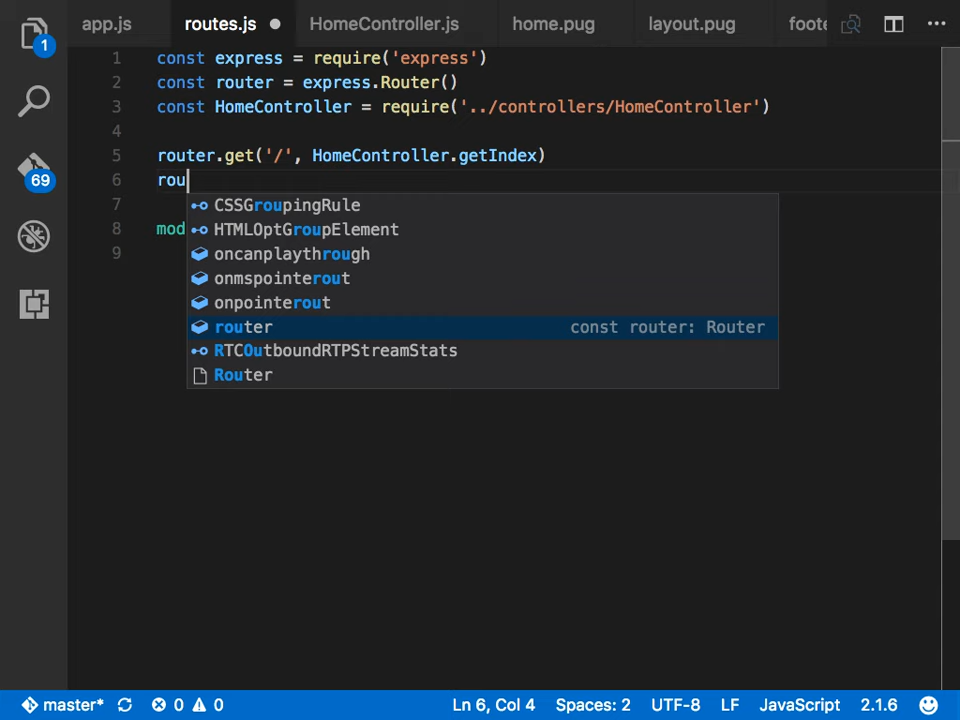 app.js routes.js HomeController.js home.pug layout.pug foote
1
1 const express = require('express')
2 const router = express.Router()
3 const HomeController = require('../controllers/HomeController')
4
5 router.get('/', HomeController.getIndex)
69
6 rou
7 CSSGroupingRule
8 mod HTMLOptGroupElement
9 oncanplaythrough
onmspointerout
onpointerout
router const router: Router
RTCOutboundRTPStreamStats
Router
master* 0 0 Ln 6, Col 4 Spaces: 2 UTF-8 LF JavaScript 2.1.6